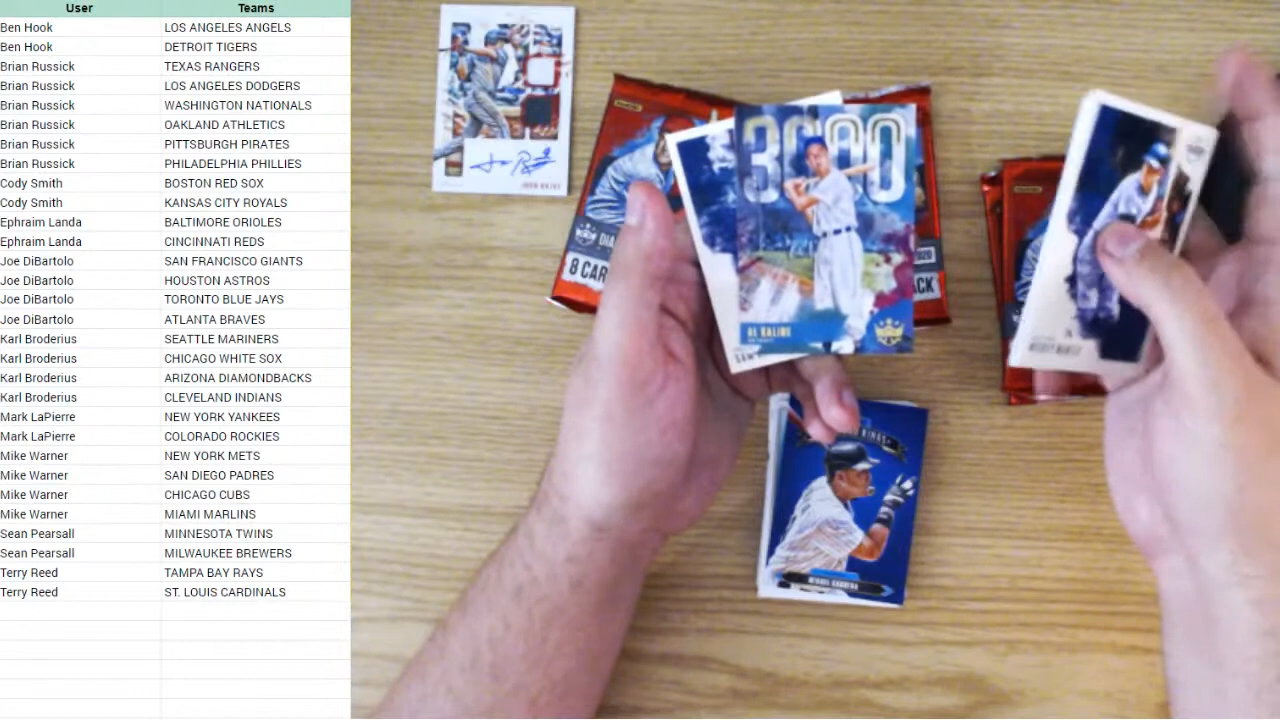 User Teams
Ben Hook LOS ANGELES ANGELS
Ben Hook DETROIT TIGERS
Brian Russick TEXAS RANGERS
Brian Russick LOS ANGELES DODGERS
Brian Russick WASHINGTON NATIONALS
Brian Russick OAKLAND ATHLETICS
Brian Russick PITTSBURGH PIRATES
Brian Russick PHILADELPHIA PHILLIES
Cody Smith BOSTON RED SOX
Cody Smith KANSAS CITY ROYALS
Ephraim Landa BALTIMORE ORIOLES
Ephraim Landa CINCINNATI REDS
Joe DiBartolo SAN FRANCISCO GIANTS
Joe DiBartolo HOUSTON ASTROS
Joe DiBartolo TORONTO BLUE JAYS
Joe DiBartolo ATLANTA BRAVES
Karl Broderius SEATTLE MARINERS
Karl Broderius CHICAGO WHITE SOX
Karl Broderius ARIZONA DIAMONDBACKS
Karl Broderius CLEVELAND INDIANS
Mark LaPierre NEW YORK YANKEES
Mark LaPierre COLORADO ROCKIES
Mike Warner NEW YORK METS
Mike Warner SAN DIEGO PADRES
Mike Warner CHICAGO CUBS
Mike Warner MIAMI MARLINS
Sean Pearsall MINNESOTA TWINS
Sean Pearsall MILWAUKEE BREWERS
Terry Reed TAMPA BAY RAYS
Terry Reed ST. LOUIS CARDINALS
PANINI
3000
AL KALINE
DIA
8 CAR
ACK
MIGUEL CABRERA